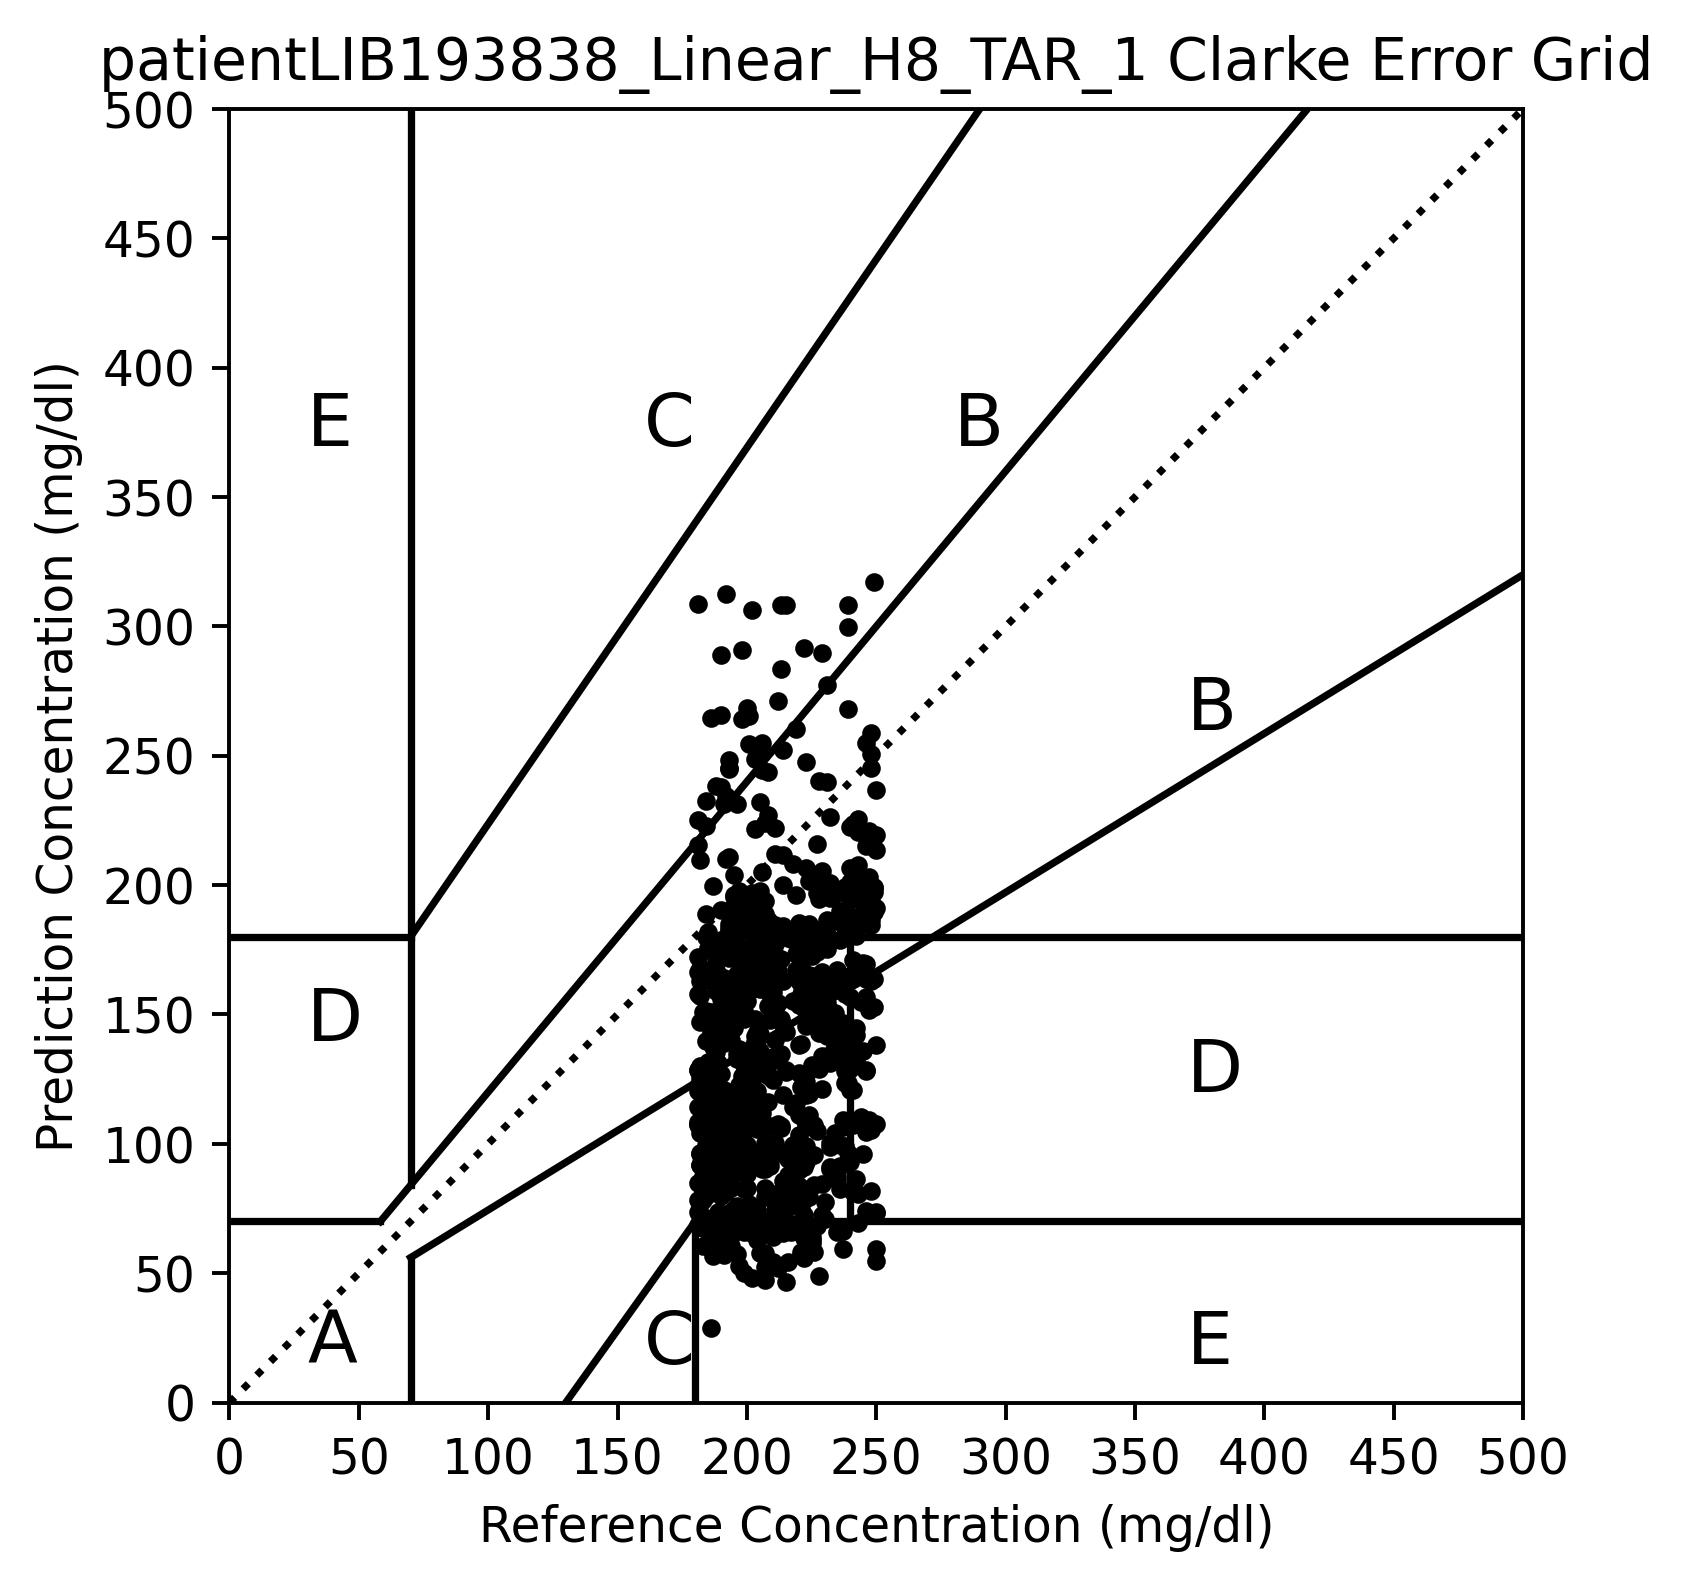 patientLIB193838_Linear_H8_TAR_1 Clarke Error Grid
Prediction Concentration (mg/dl)
500
450
400
350
300
250
200
150
100
50
0
E
C
B
B
D
D
A
C
E
0 50 100 150 200 250 300 350 400 450 500
Reference Concentration (mg/dl)